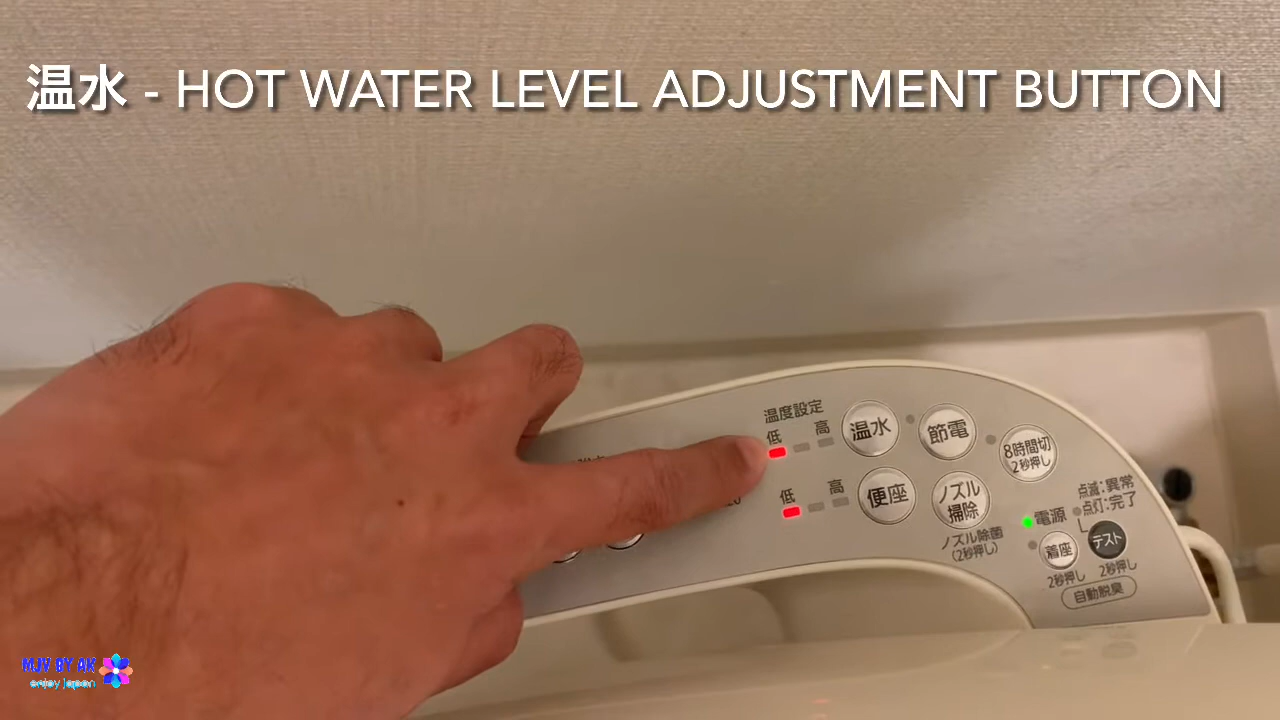 温水 - HOT WATER LEVEL ADJUSTMENT BUTTON
温度設定
低 高
温水
節電
8時間切
2秒押し
低 高
便座
ノズル
掃除
ノズル除菌
(2秒押し)
点滅:異常
点灯:完了
電源
着座
テスト
2秒押し 2秒押し
自動脱臭
MJV BY AK
enjoy japan